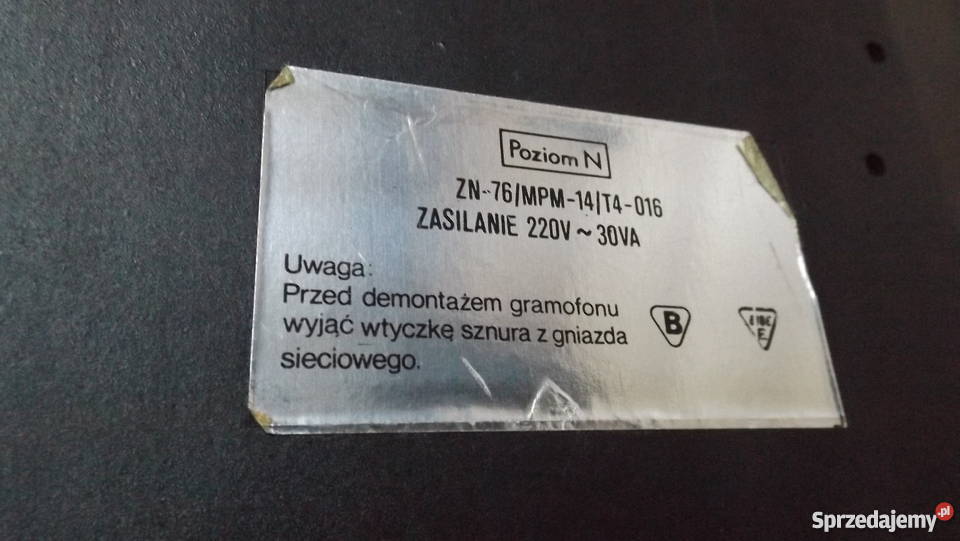 Poziom N
ZN-76/MPM-14/T4-016
ZASILANIE 220V ~ 30VA
Uwaga:
Przed demontażem gramofonu
wyjąć wtyczkę sznura z gniazda
sieciowego.
B
Sprzedajemy.pl